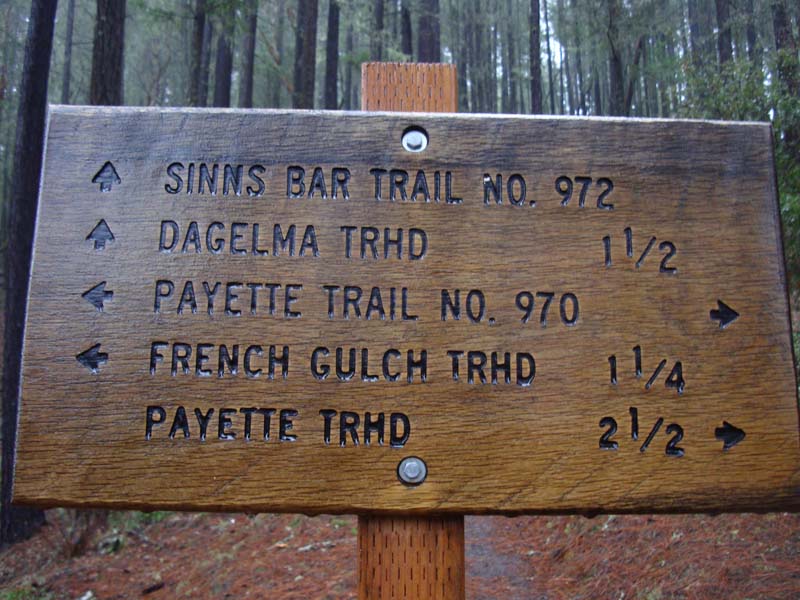 SINNS BAR TRAIL NO. 972
DAGELMA TRHD 1 1/2
PAYETTE TRAIL NO. 970
FRENCH GULCH TRHD 1 1/4
PAYETTE TRHD 2 1/2